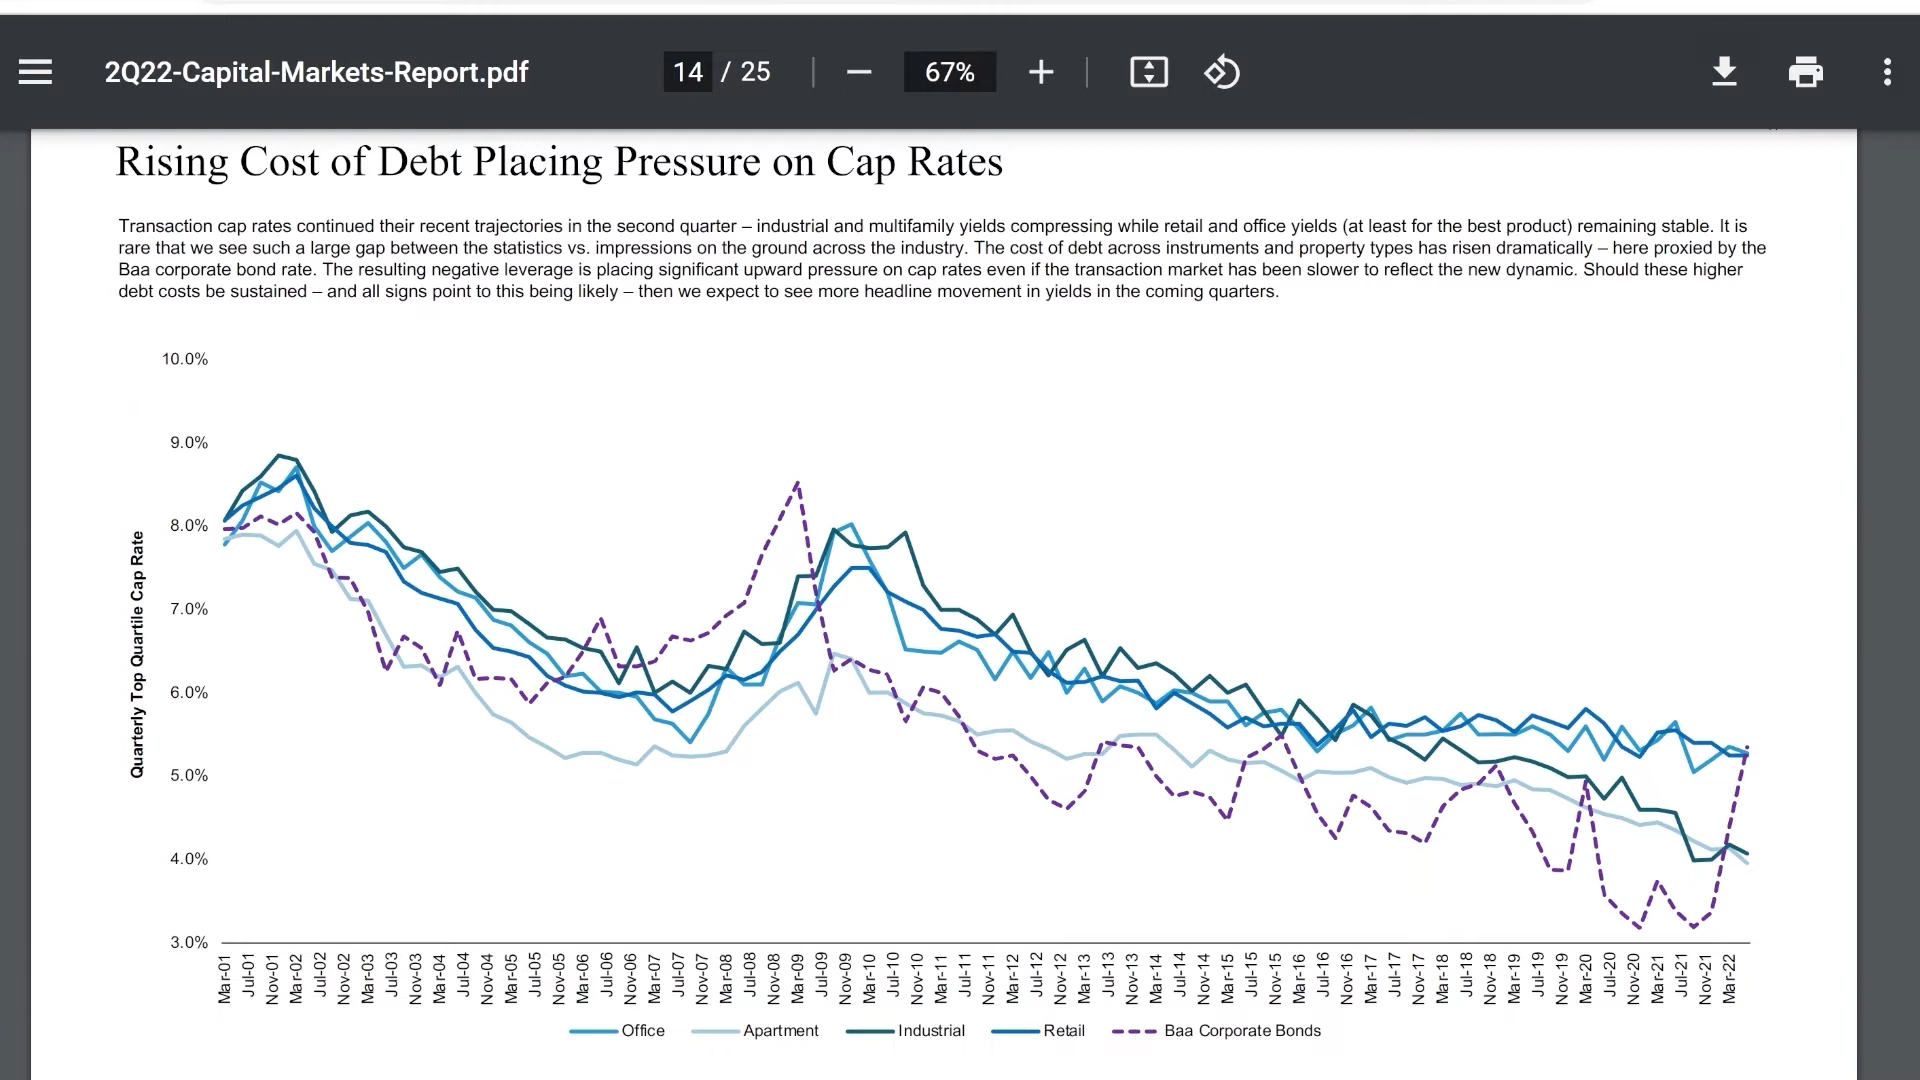 2Q22-Capital-Markets-Report.pdf
14 / 25
67%
Rising Cost of Debt Placing Pressure on Cap Rates
Transaction cap rates continued their recent trajectories in the second quarter – industrial and multifamily yields compressing while retail and office yields (at least for the best product) remaining stable. It is
rare that we see such a large gap between the statistics vs. impressions on the ground across the industry. The cost of debt across instruments and property types has risen dramatically – here proxied by the
Baa corporate bond rate. The resulting negative leverage is placing significant upward pressure on cap rates even if the transaction market has been slower to reflect the new dynamic. Should these higher
debt costs be sustained – and all signs point to this being likely – then we expect to see more headline movement in yields in the coming quarters.
Quarterly Top Quartile Cap Rate
10.0%
9.0%
8.0%
7.0%
6.0%
5.0%
4.0%
3.0%
Mar-01
Jul-01
Nov-01
Mar-02
Jul-02
Nov-02
Mar-03
Jul-03
Nov-03
Mar-04
Jul-04
Nov-04
Mar-05
Jul-05
Nov-05
Mar-06
Jul-06
Nov-06
Mar-07
Jul-07
Nov-07
Mar-08
Jul-08
Nov-08
Mar-09
Jul-09
Nov-09
Mar-10
Jul-10
Nov-10
Mar-11
Jul-11
Nov-11
Mar-12
Jul-12
Nov-12
Mar-13
Jul-13
Nov-13
Mar-14
Jul-14
Nov-14
Mar-15
Jul-15
Nov-15
Mar-16
Jul-16
Nov-16
Mar-17
Jul-17
Nov-17
Mar-18
Jul-18
Nov-18
Mar-19
Jul-19
Nov-19
Mar-20
Jul-20
Nov-20
Mar-21
Jul-21
Nov-21
Mar-22
Office
Apartment
Industrial
Retail
Baa Corporate Bonds